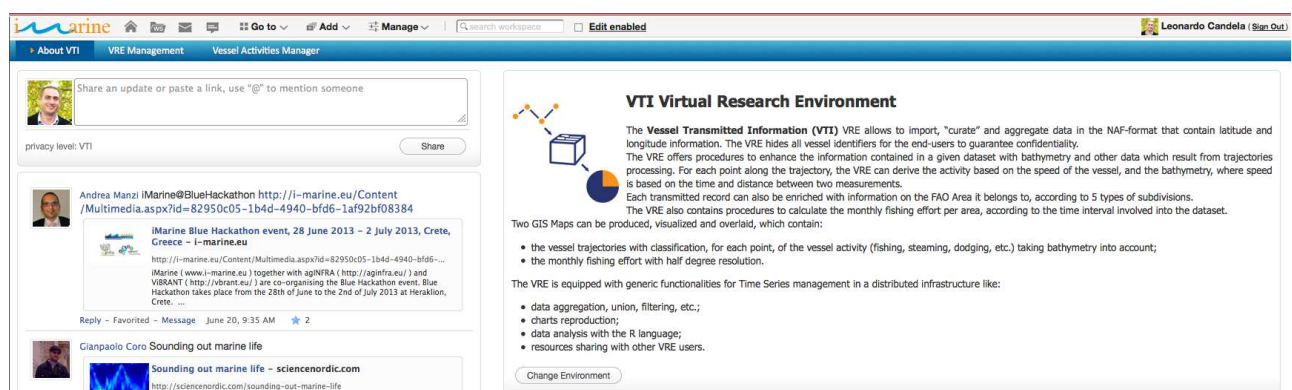 iMarine Go to Add Manage search workspace Edit enabled Leonardo Candela (Sign Out)
About VTI VRE Management Vessel Activities Manager
Share an update or paste a link, use "@" to mention someone
privacy level: VTI Share
Andrea Manzi iMarine@BlueHackathon http://i-marine.eu/Content
/Multimedia.aspx?id=82950c05-1b4d-4940-bfd6-1af92bf08384
iMarine Blue Hackathon event, 28 June 2013 - 2 July 2013, Crete,
Greece - i-marine.eu
http://i-marine.eu/Content/Multimedia.aspx?id=82950c05-1b4d-4940-bfd6-...
iMarine ( www.i-marine.eu ) together with agINFRA ( http://aginfra.eu/ ) and
ViBRANT ( http://vbrant.eu/ ) are co-organising the Blue Hackathon event. Blue
Hackathon takes place from the 28th of June to the 2nd of July 2013 at Heraklion,
Crete. ...
Reply - Favorited - Message June 20, 9:35 AM 2
Gianpaolo Coro Sounding out marine life
Sounding out marine life - sciencenordic.com
http://sciencenordic.com/sounding-out-marine-life
VTI Virtual Research Environment
The Vessel Transmitted Information (VTI) VRE allows to import, "curate" and aggregate data in the NAF-format that contain latitude and
longitude information. The VRE hides all vessel identifiers for the end-users to guarantee confidentiality.
The VRE offers procedures to enhance the information contained in a given dataset with bathymetry and other data which result from trajectories
processing. For each point along the trajectory, the VRE can derive the activity based on the speed of the vessel, and the bathymetry, where speed
is based on the time and distance between two measurements.
Each transmitted record can also be enriched with information on the FAO Area it belongs to, according to 5 types of subdivisions.
The VRE also contains procedures to calculate the monthly fishing effort per area, according to the time interval involved into the dataset.
Two GIS Maps can be produced, visualized and overlaid, which contain:
• the vessel trajectories with classification, for each point, of the vessel activity (fishing, steaming, dodging, etc.) taking bathymetry into account;
• the monthly fishing effort with half degree resolution.
The VRE is equipped with generic functionalities for Time Series management in a distributed infrastructure like:
• data aggregation, union, filtering, etc.;
• charts reproduction;
• data analysis with the R language;
• resources sharing with other VRE users.
Change Environment